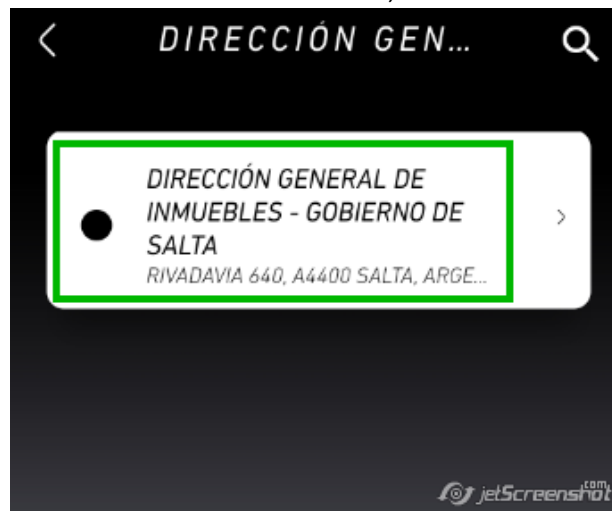 DIRECCIÓN GEN...
DIRECCIÓN GENERAL DE
INMUEBLES - GOBIERNO DE
SALTA
RIVADAVIA 640, A4400 SALTA, ARGE...
jetScreenshot.com